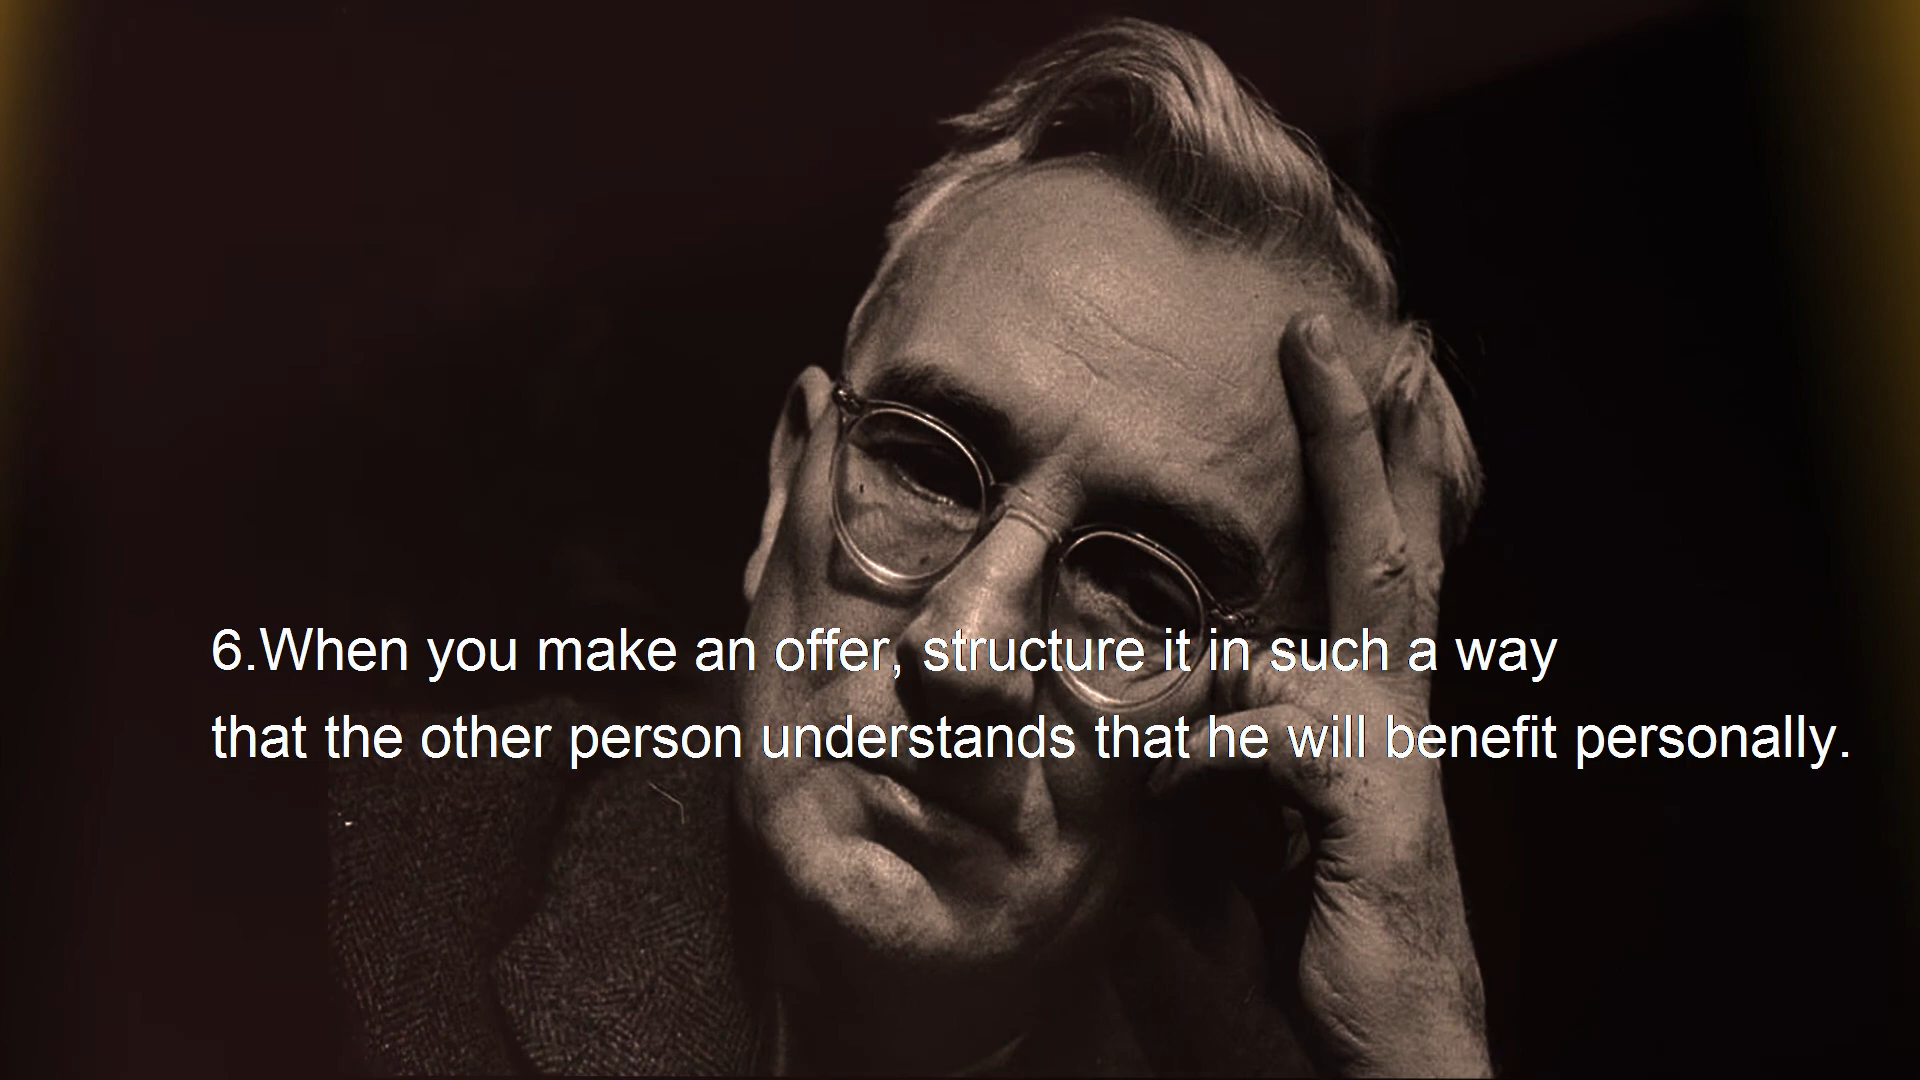 6.When you make an offer, structure it in such a way
that the other person understands that he will benefit personally.